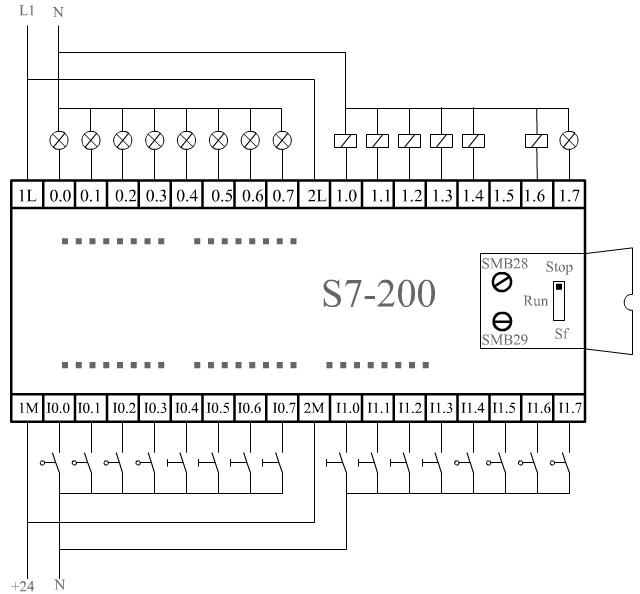 L1 N
1L 0.0 0.1 0.2 0.3 0.4 0.5 0.6 0.7 2L 1.0 1.1 1.2 1.3 1.4 1.5 1.6 1.7
SMB28 Stop
S7-200 Run
SMB29 Sf
1M I0.0 I0.1 I0.2 I0.3 I0.4 I0.5 I0.6 I0.7 2M I1.0 I1.1 I1.2 I1.3 I1.4 I1.5 I1.6 I1.7
+24 N